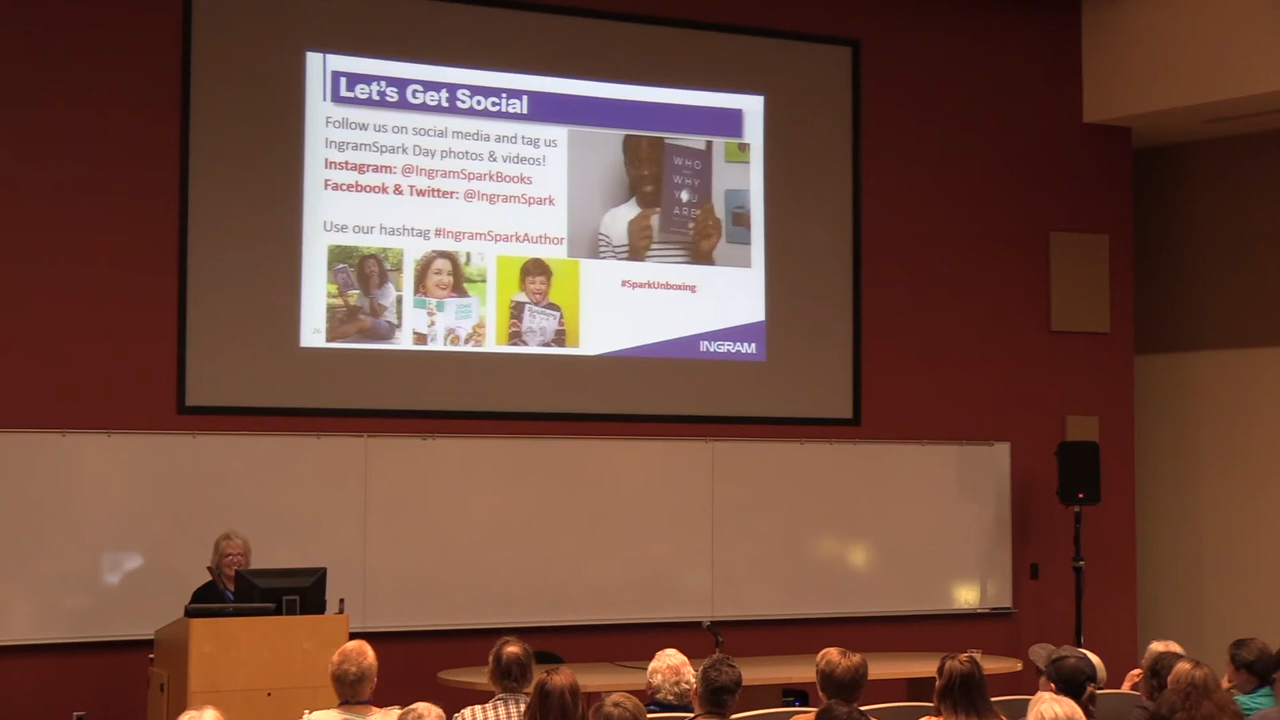 Let's Get Social
Follow us on social media and tag us
IngramSpark Day photos & videos!
Instagram: @IngramSparkBooks
Facebook & Twitter: @IngramSpark
Use our hashtag #IngramSparkAuthor
WHO
WHY
YOU
ARE
#SparkUnboxing
26
INGRAM